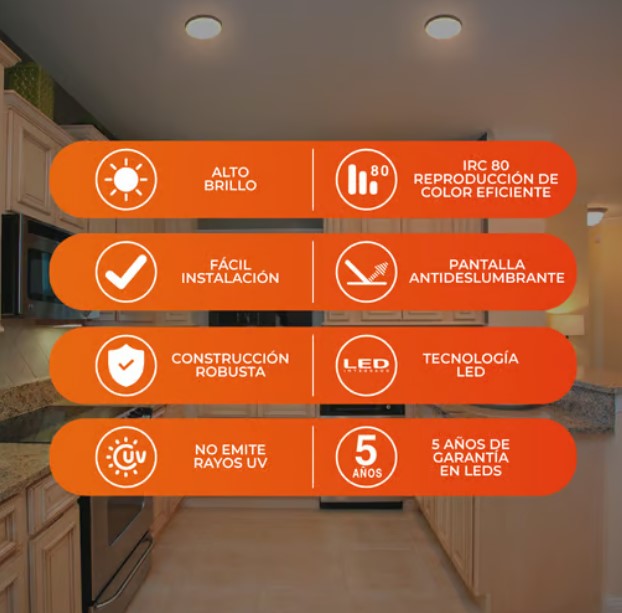 ALTO
BRILLO
80
IRC 80
REPRODUCCIÓN DE
COLOR EFICIENTE
FÁCIL
INSTALACIÓN
PANTALLA
ANTIDESLUMBRANTE
CONSTRUCCIÓN
ROBUSTA
LED
INTEGRADO
TECNOLOGÍA
LED
UV
NO EMITE
RAYOS UV
5
AÑOS
5 AÑOS DE
GARANTÍA
EN LEDS